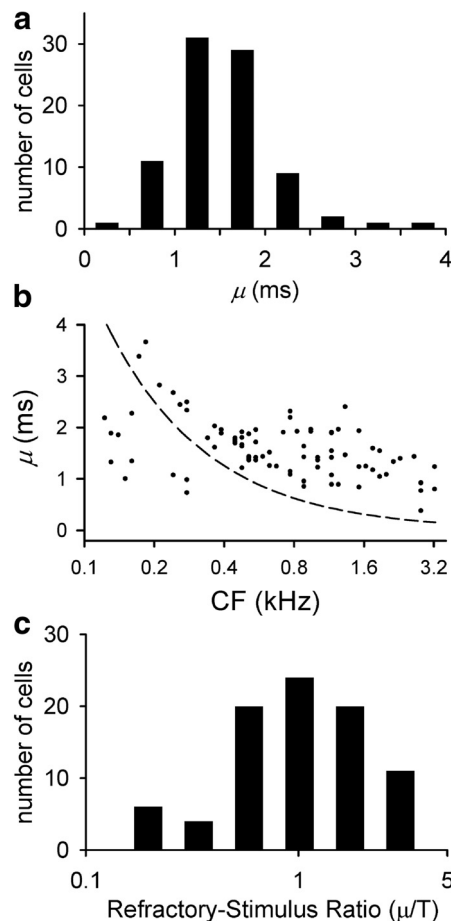 a
number of cells
30
20
10
0
0 1 2 3 4
μ (ms)
b
μ (ms)
4
3
2
1
0
0.1 0.2 0.4 0.8 1.6 3.2
CF (kHz)
c
number of cells
30
20
10
0
0.1 1 5
Refractory-Stimulus Ratio (μ/T)